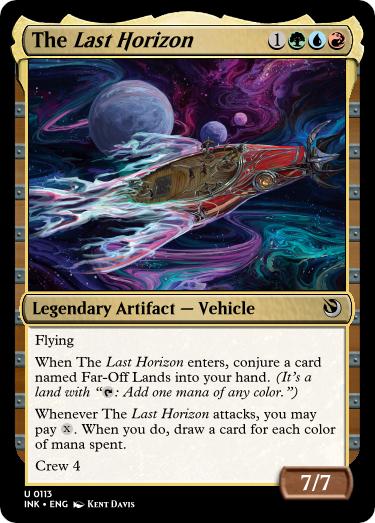 The Last Horizon 1
Legendary Artifact — Vehicle
Flying
When The Last Horizon enters, conjure a card
named Far-Off Lands into your hand. (It's a
land with “: Add one mana of any color.”)
Whenever The Last Horizon attacks, you may
pay X. When you do, draw a card for each color
of mana spent.
Crew 4
7/7
U 0113
INK • ENG Kent Davis